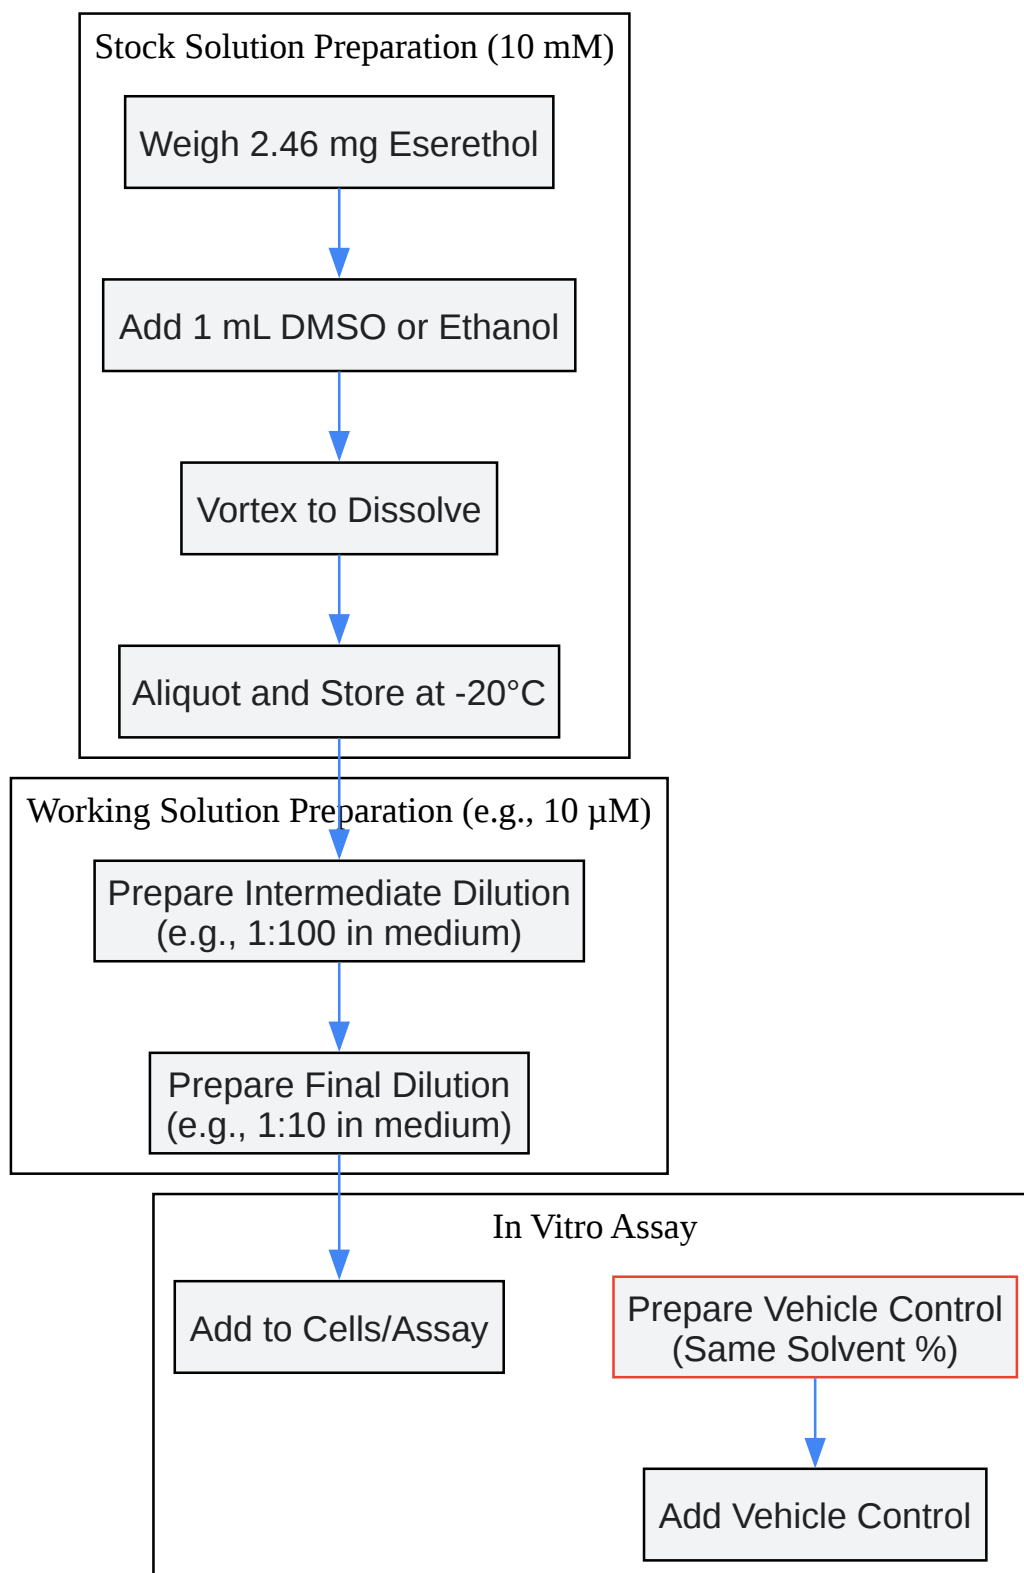 Stock Solution Preparation (10 mM)
Weigh 2.46 mg Eserethol
Add 1 mL DMSO or Ethanol
Vortex to Dissolve
Aliquot and Store at -20°C
Working Solution Preparation (e.g., 10 µM)
Prepare Intermediate Dilution
(e.g., 1:100 in medium)
Prepare Final Dilution
(e.g., 1:10 in medium)
In Vitro Assay
Add to Cells/Assay
Prepare Vehicle Control
(Same Solvent %)
Add Vehicle Control